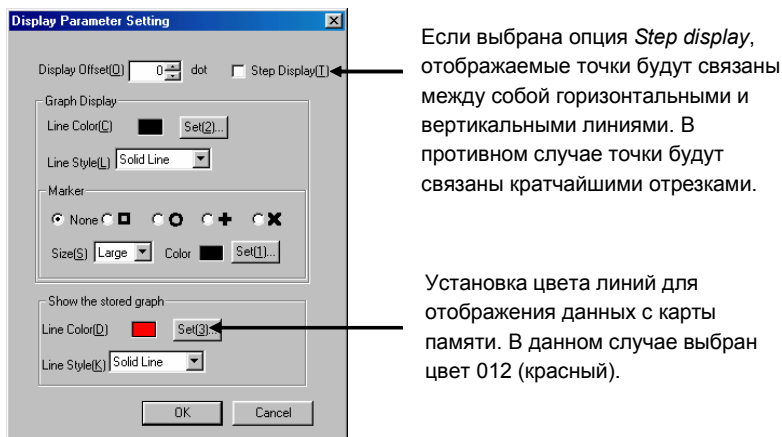 Display Parameter Setting
Display Offset(O) 0 dot Step Display(T)
Graph Display
Line Color(C) Set(2)...
Line Style(L) Solid Line
Marker
None
Size(S) Large Color Set(1)...
Show the stored graph
Line Color(D) Set(3)...
Line Style(K) Solid Line
OK Cancel
Если выбрана опция Step display,
отображаемые точки будут связаны
между собой горизонтальными и
вертикальными линиями. В
противном случае точки будут
связаны кратчайшими отрезками.
Установка цвета линий для
отображения данных с карты
памяти. В данном случае выбран
цвет 012 (красный).